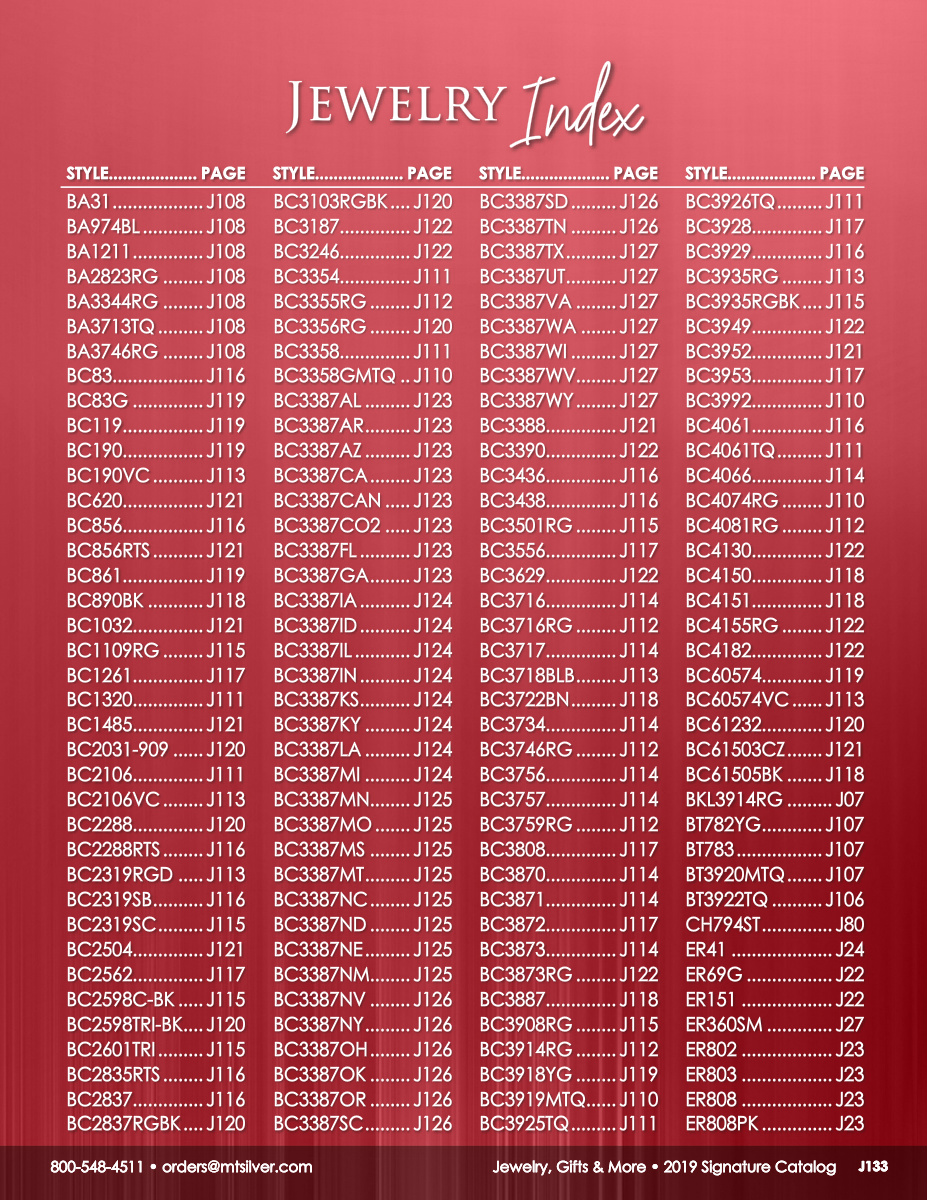 JEWELRY Index
STYLE................... PAGE
BA31.................... J108
BA974BL............. J108
BA1211................ J108
BA2823RG ........ J108
BA3344RG ........ J108
BA3713TQ .......... J108
BA3746RG ........ J108
BC83.................... J116
BC83G ............... J119
BC119.................. J119
BC190.................. J119
BC190VC........... J113
BC620.................. J121
BC856.................. J116
BC856RTS ........... J121
BC861.................. J119
BC890BK ............ J118
BC1032............... J121
BC1109RG ......... J115
BC1261................ J117
BC1320................ J111
BC1485................ J121
BC2031-909 ...... J120
BC2106............... J111
BC2106VC ........ J113
BC2288............... J120
BC2288RTS......... J116
BC2319RGD ..... J113
BC2319SB........... J116
BC2319SC.......... J115
BC2504............... J121
BC2562............... J117
BC2598C-BK..... J115
BC2598TRI-BK.... J120
BC2601TRI.......... J115
BC2835RTS ......... J116
BC2837............... J116
BC2837RGBK.... J120
STYLE................... PAGE
BC3103RGBK.... J120
BC3187............... J122
BC3246............... J122
BC3354............... J111
BC3355RG ......... J112
BC3356RG ......... J120
BC3358............... J111
BC3358GMTQ .. J110
BC3387AL .......... J123
BC3387AR.......... J123
BC3387AZ .......... J123
BC3387CA ......... J123
BC3387CAN ...... J123
BC3387CO2 ...... J123
BC3387FL ........... J123
BC3387GA......... J123
BC3387IA ........... J124
BC3387ID ........... J124
BC3387IL ............ J124
BC3387IN ........... J124
BC3387KS........... J124
BC3387KY .......... J124
BC3387LA .......... J124
BC3387MI .......... J124
BC3387MN......... J125
BC3387MO ........ J125
BC3387MS ......... J125
BC3387MT.......... J125
BC3387NC ......... J125
BC3387ND ......... J125
BC3387NE .......... J125
BC3387NM......... J125
BC3387NV ......... J126
BC3387NY.......... J126
BC3387OH......... J126
BC3387OK ......... J126
BC3387OR ......... J126
BC3387SC.......... J126
STYLE................... PAGE
BC3387SD .......... J126
BC3387TN .......... J126
BC3387TX........... J127
BC3387UT........... J127
BC3387VA ......... J127
BC3387WA ........ J127
BC3387WI .......... J127
BC3387WV......... J127
BC3387WY......... J127
BC3388............... J121
BC3390............... J122
BC3436............... J116
BC3438............... J116
BC3501RG ......... J115
BC3556............... J117
BC3629............... J122
BC3716............... J114
BC3716RG ......... J112
BC3717............... J114
BC3718BLB......... J113
BC3722BN.......... J118
BC3734............... J114
BC3746RG ......... J112
BC3756............... J114
BC3757............... J114
BC3759RG ......... J112
BC3808............... J117
BC3870............... J114
BC3871............... J114
BC3872............... J117
BC3873............... J114
BC3873RG ......... J122
BC3887............... J118
BC3908RG ......... J115
BC3914RG ......... J112
BC3918YG ......... J119
BC3919MTQ...... J110
BC3925TQ.......... J111
STYLE................... PAGE
BC3926TQ.......... J111
BC3928............... J117
BC3929............... J116
BC3935RG ......... J113
BC3935RGBK.... J115
BC3949............... J122
BC3952............... J121
BC3953............... J117
BC3992............... J110
BC4061............... J116
BC4061TQ.......... J111
BC4066............... J114
BC4074RG ......... J110
BC4081RG ......... J112
BC4130............... J122
BC4150............... J118
BC4151............... J118
BC4155RG ......... J122
BC4182............... J122
BC60574............. J119
BC60574VC ...... J113
BC61232............. J120
BC61503CZ........ J121
BC61505BK ........ J118
BKL3914RG .......... J07
BT782YG............. J107
BT783................... J107
BT3920MTQ........ J107
BT3922TQ ........... J106
CH794ST................ J80
ER41 ....................... J24
ER69G ................... J22
ER151 ..................... J22
ER360SM .............. J27
ER802 .................... J23
ER803 .................... J23
ER808 .................... J23
ER808PK ................ J23
800-548-4511 • orders@mtsilver.com
Jewelry, Gifts & More • 2019 Signature Catalog J133